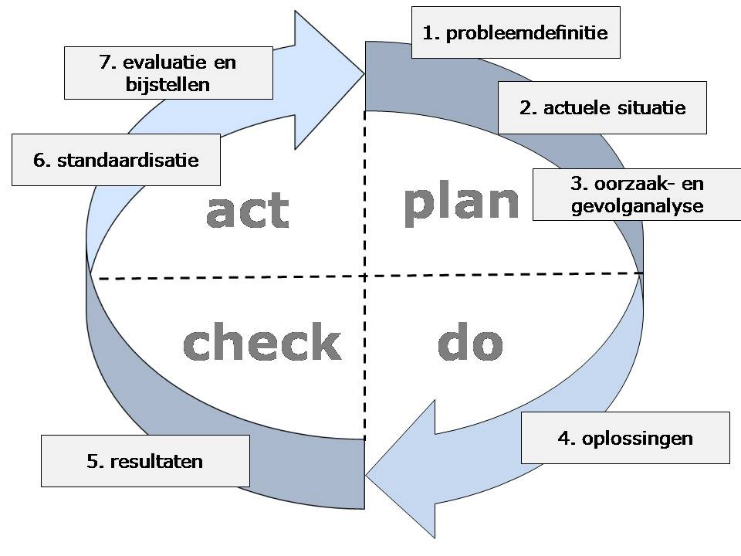 1. probleemdefinitie
2. actuele situatie
3. oorzaak- en
gevolganalyse
4. oplossingen
5. resultaten
6. standaardisatie
7. evaluatie en
bijstellen
act
plan
check
do